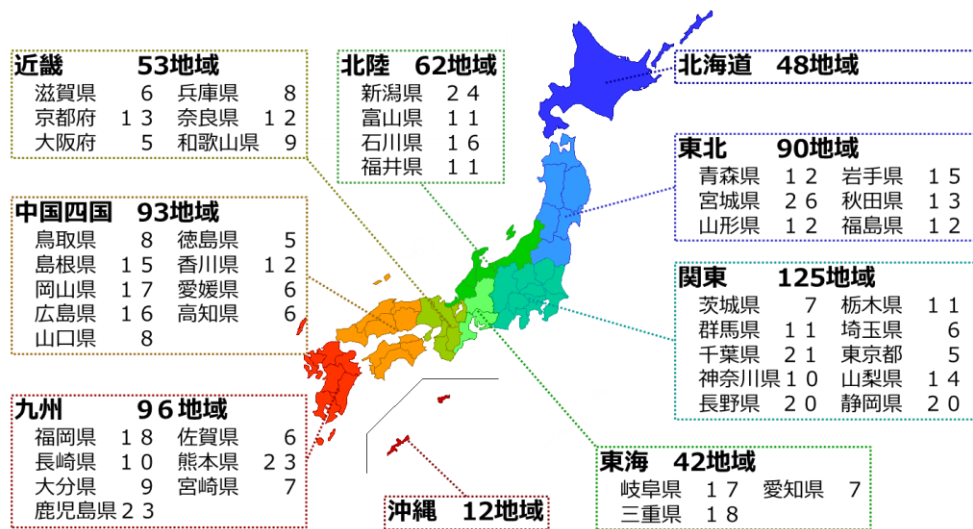 近畿 53地域
滋賀県 6 兵庫県 8
京都府 13 奈良県 12
大阪府 5 和歌山県 9
北陸 62地域
新潟県 24
富山県 11
石川県 16
福井県 11
北海道 48地域
東北 90地域
青森県 12 岩手県 15
宮城県 26 秋田県 13
山形県 12 福島県 12
中国四国 93地域
鳥取県 8 徳島県 5
島根県 15 香川県 12
岡山県 17 愛媛県 6
広島県 16 高知県 6
山口県 8
関東 125地域
茨城県 7 栃木県 11
群馬県 11 埼玉県 6
千葉県 21 東京都 5
神奈川県 10 山梨県 14
長野県 20 静岡県 20
九州 96地域
福岡県 18 佐賀県 6
長崎県 10 熊本県 23
大分県 9 宮崎県 7
鹿児島県 23
沖縄 12地域
東海 42地域
岐阜県 17 愛知県 7
三重県 18